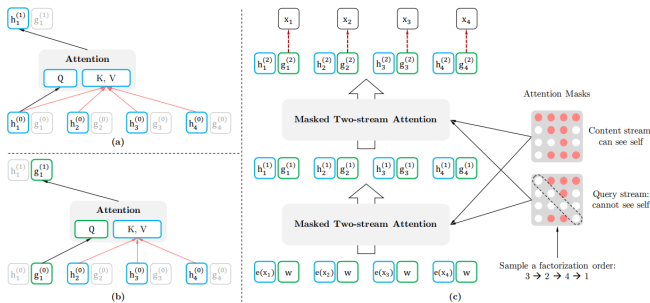 h₁⁽¹⁾ g₁⁽¹⁾
Attention
Q K, V
h₁⁽⁰⁾ g₁⁽⁰⁾ h₂⁽⁰⁾ g₂⁽⁰⁾ h₃⁽⁰⁾ g₃⁽⁰⁾ h₄⁽⁰⁾ g₄⁽⁰⁾
(a)
h₁⁽¹⁾ g₁⁽¹⁾
Attention
Q K, V
h₁⁽⁰⁾ g₁⁽⁰⁾ h₂⁽⁰⁾ g₂⁽⁰⁾ h₃⁽⁰⁾ g₃⁽⁰⁾ h₄⁽⁰⁾ g₄⁽⁰⁾
(b)
x₁ x₂ x₃ x₄
h₁⁽²⁾ g₁⁽²⁾ h₂⁽²⁾ g₂⁽²⁾ h₃⁽²⁾ g₃⁽²⁾ h₄⁽²⁾ g₄⁽²⁾
Masked Two-stream Attention
h₁⁽¹⁾ g₁⁽¹⁾ h₂⁽¹⁾ g₂⁽¹⁾ h₃⁽¹⁾ g₃⁽¹⁾ h₄⁽¹⁾ g₄⁽¹⁾
Masked Two-stream Attention
e(x₁) w e(x₂) w e(x₃) w e(x₄) w
(c)
Attention Masks
Content stream
can see self
Query stream:
cannot see self
Sample a factorization order:
3 → 2 → 4 → 1